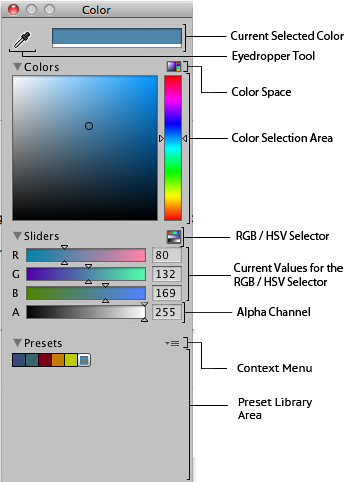 Color
Current Selected Color
Eyedropper Tool
Colors
Color Space
Color Selection Area
Sliders
RGB / HSV Selector
R 80
G 132
B 169
Current Values for the
RGB / HSV Selector
A 255
Alpha Channel
Presets
Context Menu
Preset Library
Area